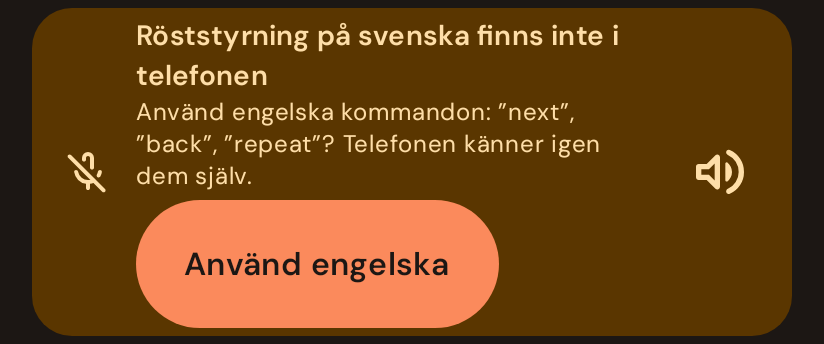 Röststyrning på svenska finns inte i
telefonen
Använd engelska kommandon: ”next”,
”back”, ”repeat”? Telefonen känner igen
dem själv.
Använd engelska